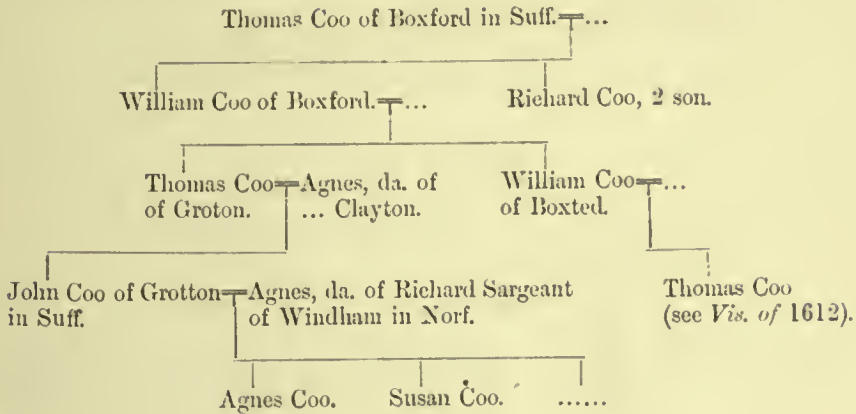 Thomas Coo of Boxford in Suff.=...
William Coo of Boxford.=... Richard Coo, 2 son.
Thomas Coo=Agnes, da. of William Coo=...
of Groton. ... Clayton. of Boxted.
John Coo of Grotton=Agnes, da. of Richard Sargeant Thomas Coo
in Suff. of Windham in Norf. (see Vis. of 1612).
Agnes Coo. Susan Coo. ......